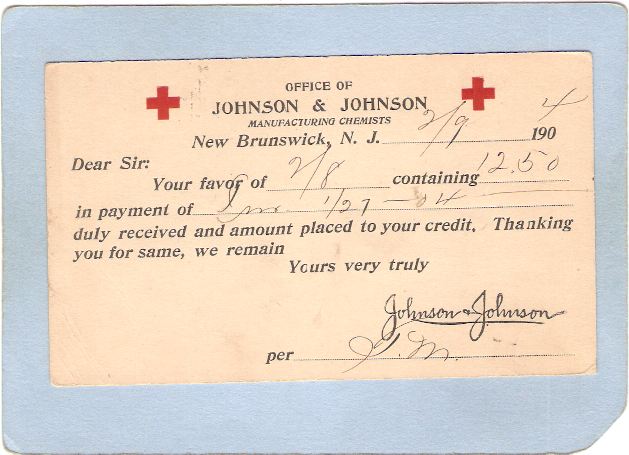 OFFICE OF
JOHNSON & JOHNSON
MANUFACTURING CHEMISTS
New Brunswick, N. J. 2/9 1904
Dear Sir:
Your favor of 2/8 containing 12.50
in payment of Inv. 1/27-04
duly received and amount placed to your credit. Thanking
you for same, we remain
Yours very truly
Johnson & Johnson
per M.